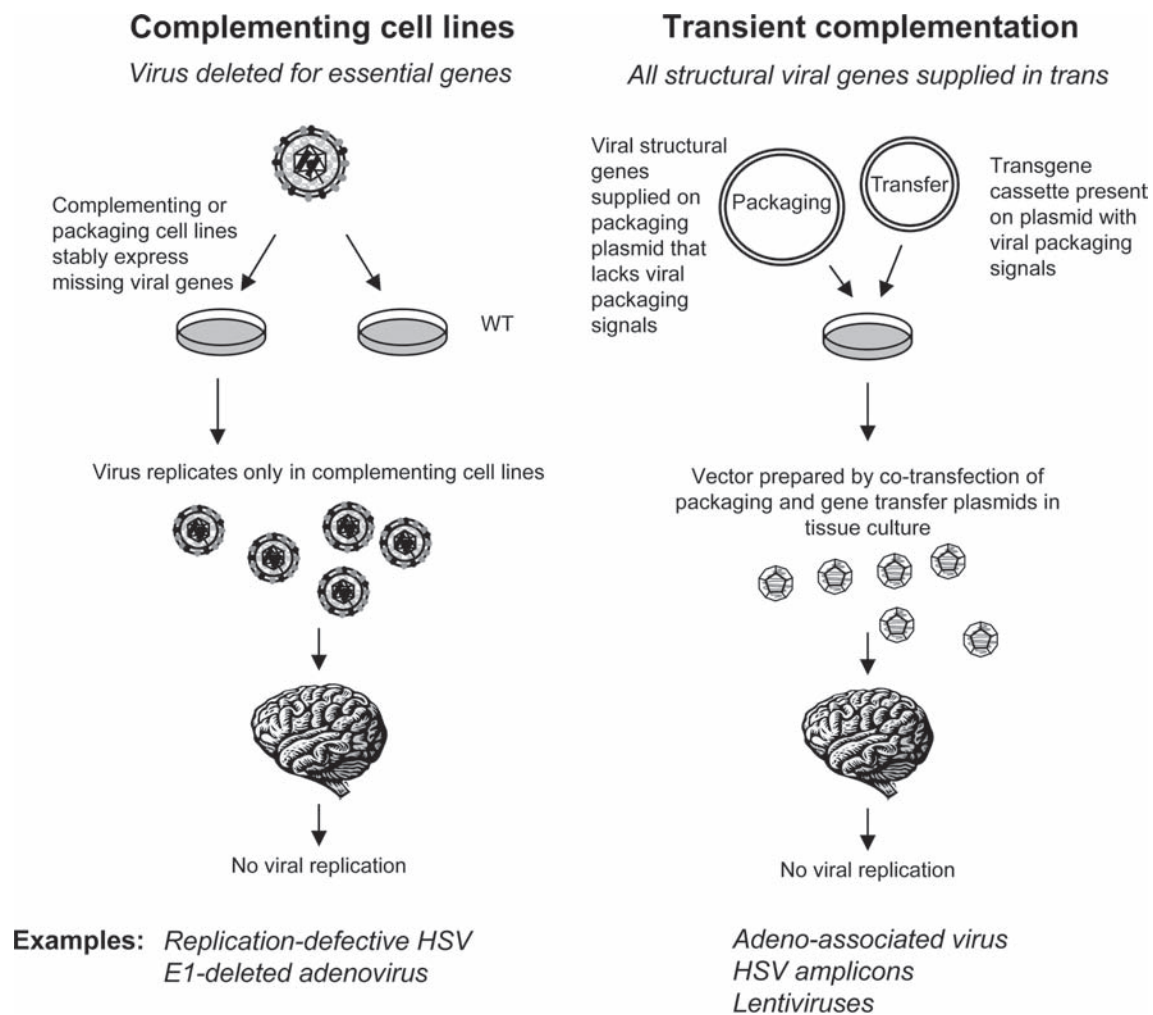 Complementing cell lines
Virus deleted for essential genes
Complementing or
packaging cell lines
stably express
missing viral genes
WT
Virus replicates only in complementing cell lines
No viral replication
Transient complementation
All structural viral genes supplied in trans
Viral structural
genes
supplied on
packaging
plasmid that
lacks viral
packaging
signals
Packaging
Transfer
Transgene
cassette present
on plasmid with
viral packaging
signals
Vector prepared by co-transfection of
packaging and gene transfer plasmids in
tissue culture
No viral replication
Examples: Replication-defective HSV
E1-deleted adenovirus
Adeno-associated virus
HSV amplicons
Lentiviruses